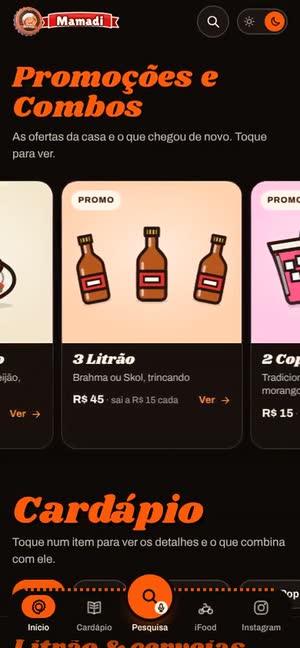 Mamadi
Promoções e
Combos
As ofertas da casa e o que chegou de novo. Toque
para ver.
PROMO
PROMO
3 Litrão
2 Cop
Brahma ou Skol, trincando
Tradicion
morango
R$ 45 · sai a R$ 15 cada
Ver →
R$ 15
Ver →
Cardápio
Toque num item para ver os detalhes e o que combina
com ele.
Início
Cardápio
Pesquisa
iFood
Instagram
Litrão & cervejas